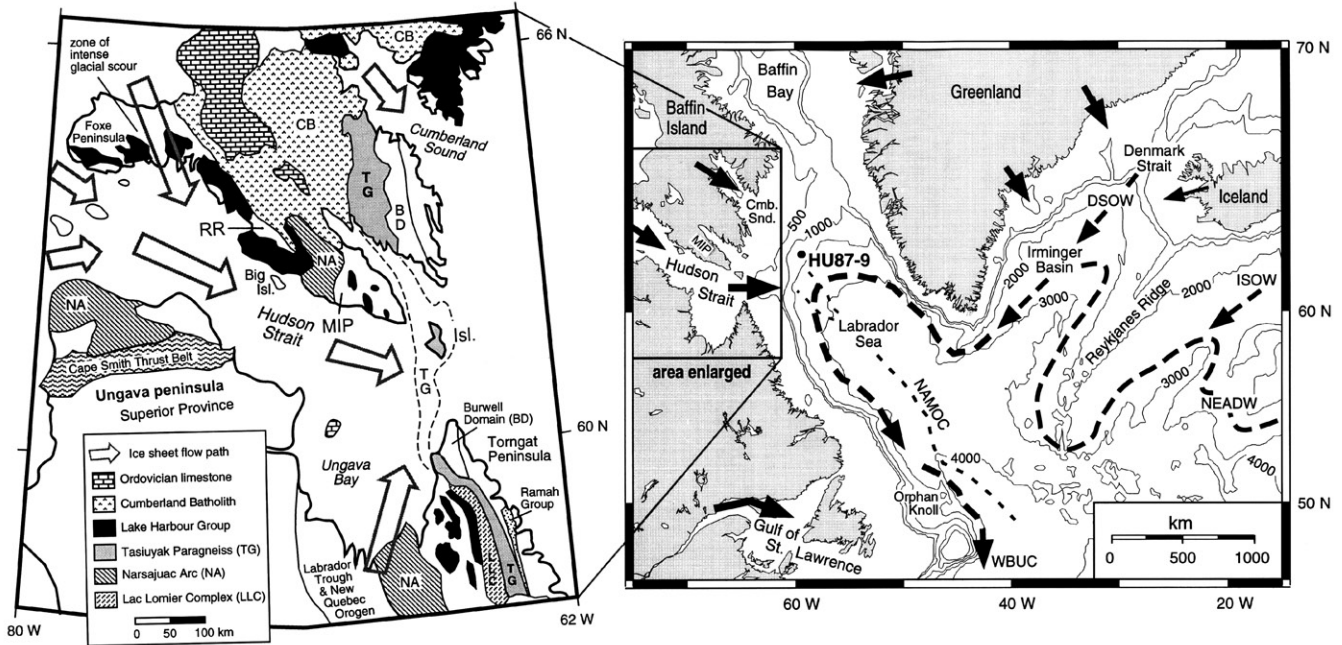 66 N
zone of
intense
glacial scour
CB
Foxe
Peninsula
CB
Cumberland
Sound
TG
BD
RR
NA
Big
Isl.
NA
Hudson
Strait
MIP
Isl.
Cape Smith Thrust Belt
TG
Ungava peninsula
Superior Province
Burwell
Domain (BD)
60 N
Torngat
Peninsula
Ungava
Bay
Ramah
Group
Ice sheet flow path
Ordovician limestone
Cumberland Batholith
Lake Harbour Group
Tasiuyak Paragneiss (TG)
Narsajuac Arc (NA)
Lac Lomier Complex (LLC)
0 50 100 km
Labrador
Trough
& New
Quebec
Orogen
NA
TG
80 W
62 W
70 N
Baffin
Bay
Greenland
Baffin
Island
Denmark
Strait
Cmb.
Snd.
500
1000
DSOW
Iceland
MIP
HU87-9
Irminger
Basin
Hudson
Strait
2000
3000
Reykjanes Ridge
2000
ISOW
60 N
Labrador
Sea
area enlarged
NAMOC
3000
NEADW
4000
4000
Orphan
Knoll
50 N
Gulf of
St. Lawrence
WBUC
km
0 500 1000
60 W
40 W
20 W